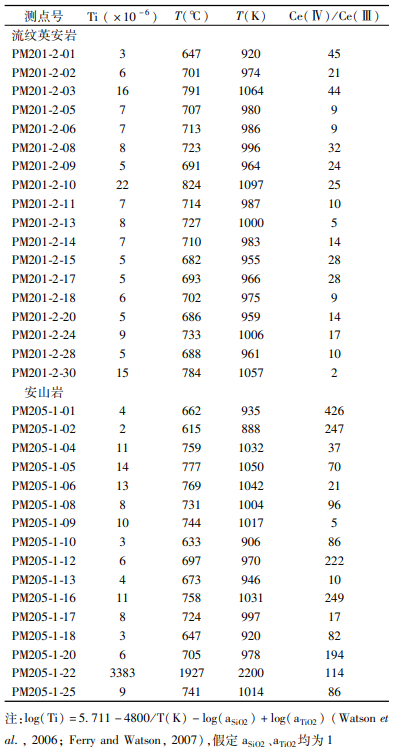 测点号 Ti (×10⁻⁶) T(℃) T(K) Ce(Ⅳ)/Ce(Ⅲ)
流纹英安岩
PM201-2-01 3 647 920 45
PM201-2-02 6 701 974 21
PM201-2-03 16 791 1064 44
PM201-2-05 7 707 980 9
PM201-2-06 7 713 986 9
PM201-2-08 8 723 996 32
PM201-2-09 5 691 964 24
PM201-2-10 22 824 1097 25
PM201-2-11 7 714 987 10
PM201-2-13 8 727 1000 5
PM201-2-14 7 710 983 14
PM201-2-15 5 682 955 28
PM201-2-17 5 693 966 28
PM201-2-18 6 702 975 9
PM201-2-20 5 686 959 14
PM201-2-24 9 733 1006 17
PM201-2-28 5 688 961 10
PM201-2-30 15 784 1057 2
安山岩
PM205-1-01 4 662 935 426
PM205-1-02 2 615 888 247
PM205-1-04 11 759 1032 37
PM205-1-05 14 777 1050 70
PM205-1-06 13 769 1042 21
PM205-1-08 8 731 1004 96
PM205-1-09 10 744 1017 5
PM205-1-10 3 633 906 86
PM205-1-12 6 697 970 222
PM205-1-13 4 673 946 10
PM205-1-16 11 758 1031 249
PM205-1-17 8 724 997 17
PM205-1-18 3 647 920 82
PM205-1-20 6 705 978 194
PM205-1-22 3383 1927 2200 114
PM205-1-25 9 741 1014 86
注:log(Ti)=5.711-4800/T(K)-log(aSiO2)+log(aTiO2) (Watson et
al., 2006; Ferry and Watson, 2007),假定 aSiO2、aTiO2均为 1